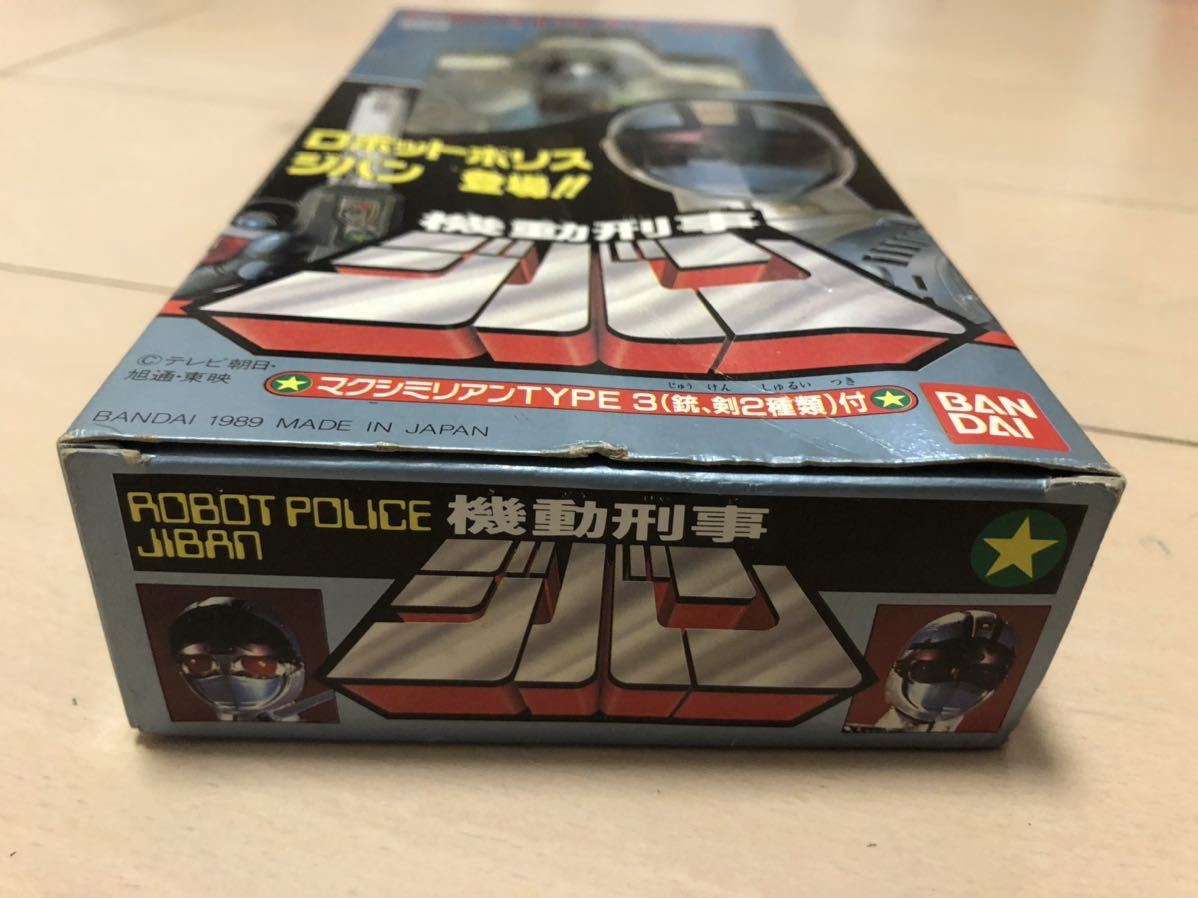 ロボットポリス
ジバン 登場!!
機動刑事
ジバン
©テレビ朝日・
旭通・東映
じゅう けん しゅるい つき
マクシミリアンTYPE 3(銃、剣2種類)付
BANDAI 1989 MADE IN JAPAN
BAN
DAI
ROBOT POLICE
JIBAN
機動刑事
ジバン